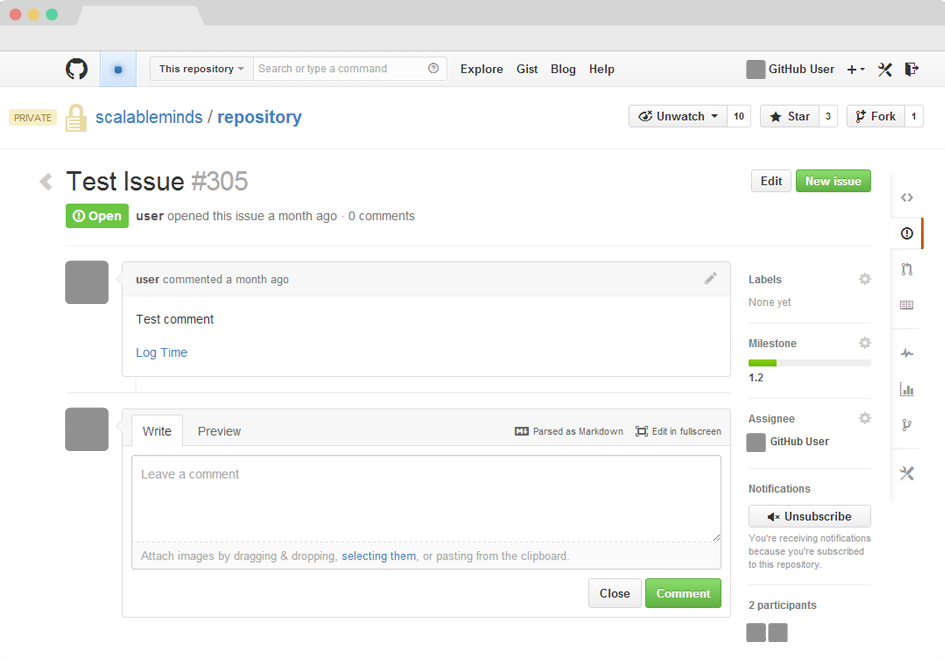 This repository Search or type a command Explore Gist Blog Help GitHub User
PRIVATE scalableminds / repository Unwatch 10 Star 3 Fork 1
Test Issue #305 Edit New issue
Open user opened this issue a month ago · 0 comments
user commented a month ago
Test comment
Log Time
Labels
None yet
Milestone
1.2
Assignee
GitHub User
Write Preview Parsed as Markdown Edit in fullscreen
Leave a comment
Attach images by dragging & dropping, selecting them, or pasting from the clipboard.
Close Comment
Notifications
Unsubscribe
You're receiving notifications
because you're subscribed
to this repository.
2 participants